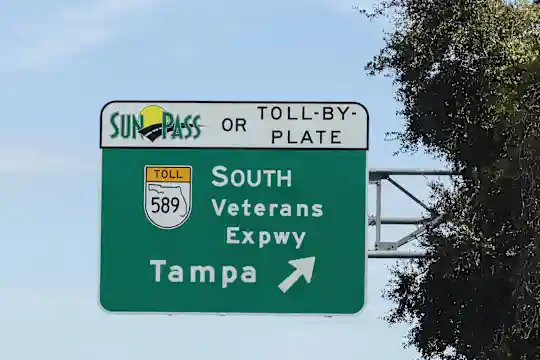 SUNPASS OR TOLL-BY-
PLATE
TOLL
589
SOUTH
Veterans
Expwy
Tampa